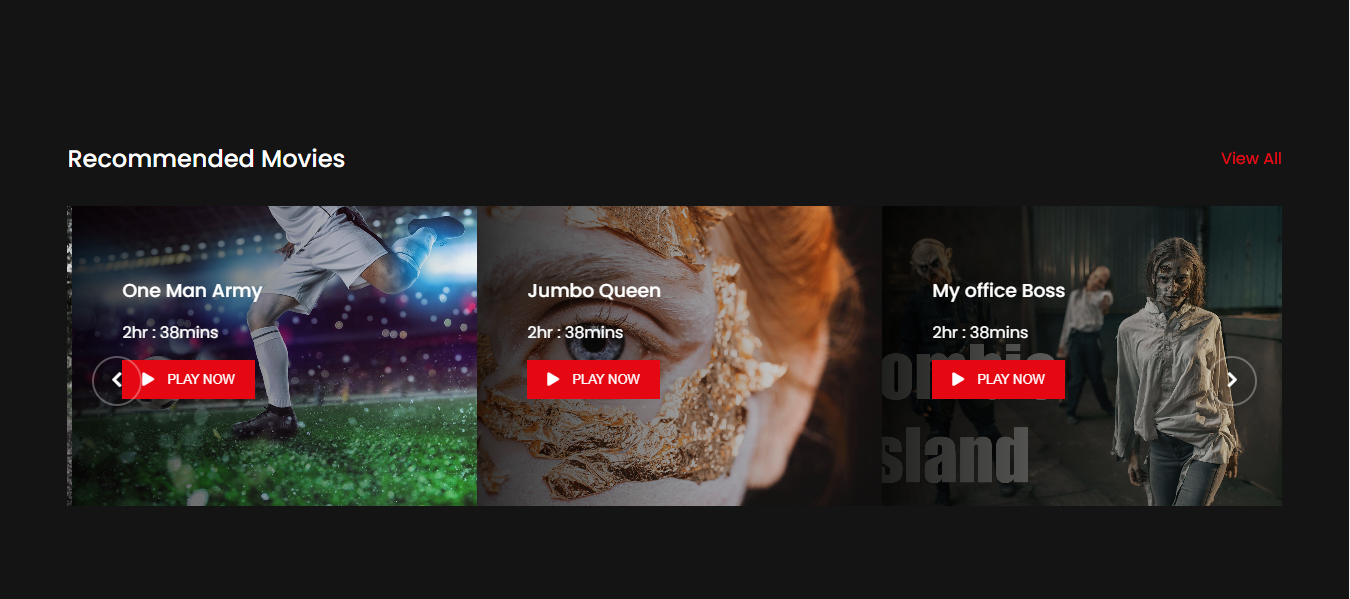 Recommended Movies
View All
One Man Army
2hr : 38mins
PLAY NOW
Jumbo Queen
2hr : 38mins
PLAY NOW
My office Boss
2hr : 38mins
PLAY NOW
sland